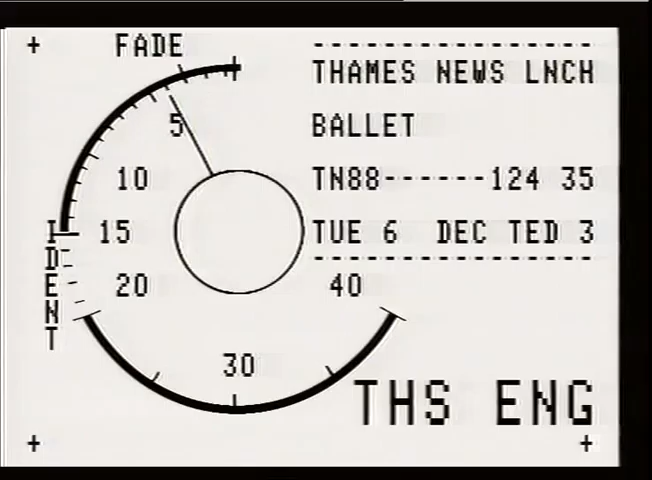 FADE
THAMES NEWS LNCH
BALLET
TN88------124 35
TUE 6 DEC TED 3
5
10
15
20
30
40
IDENT
THS ENG